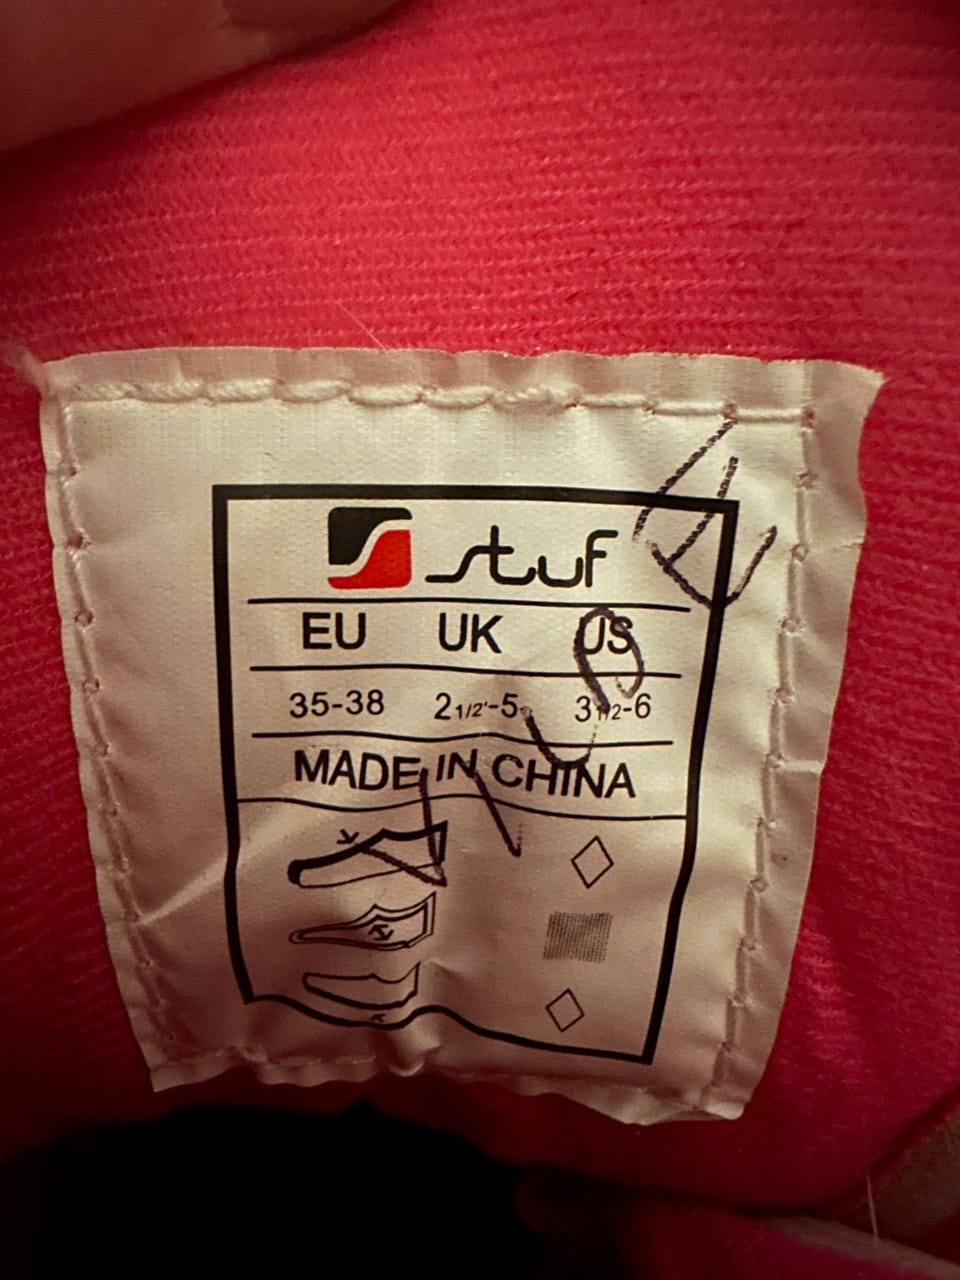 stuf
EU UK US
35-38 2 1/2'-5 3 1/2-6
MADE IN CHINA